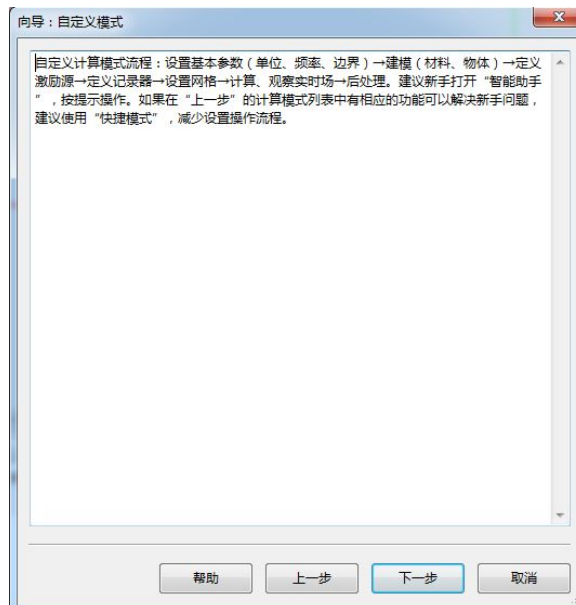 向导：自定义模式
自定义计算模式流程：设置基本参数（单位、频率、边界）→建模（材料、物体）→定义
激励源→定义记录器→设置网格→计算、观察实时场→后处理。建议新手打开“智能助手
”，按提示操作。如果在“上一步”的计算模式列表中有相应的功能可以解决新手问题，
建议使用“快捷模式”，减少设置操作流程。
帮助 上一步 下一步 取消